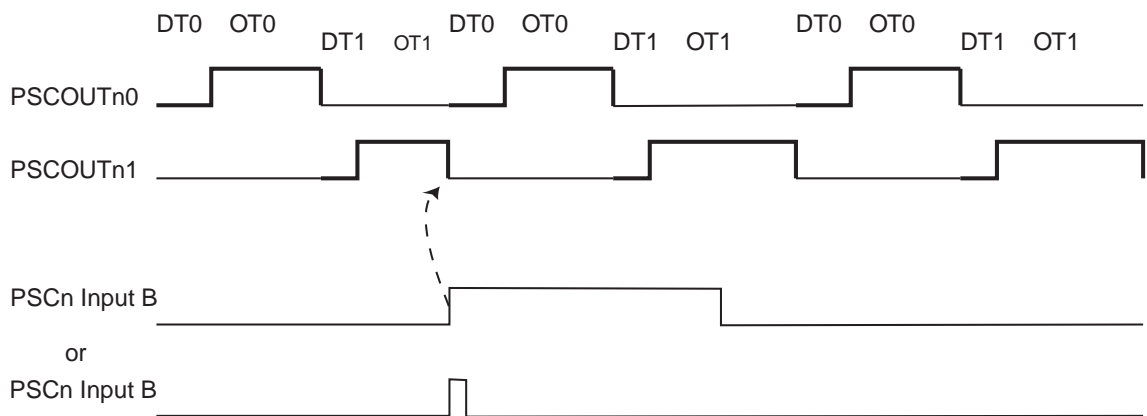 DT0 OT0 DT0 OT0 DT0 OT0
DT1 OT1 DT1 OT1 DT1 OT1
PSCOUTn0
PSCOUTn1
PSCn Input B
or
PSCn Input B